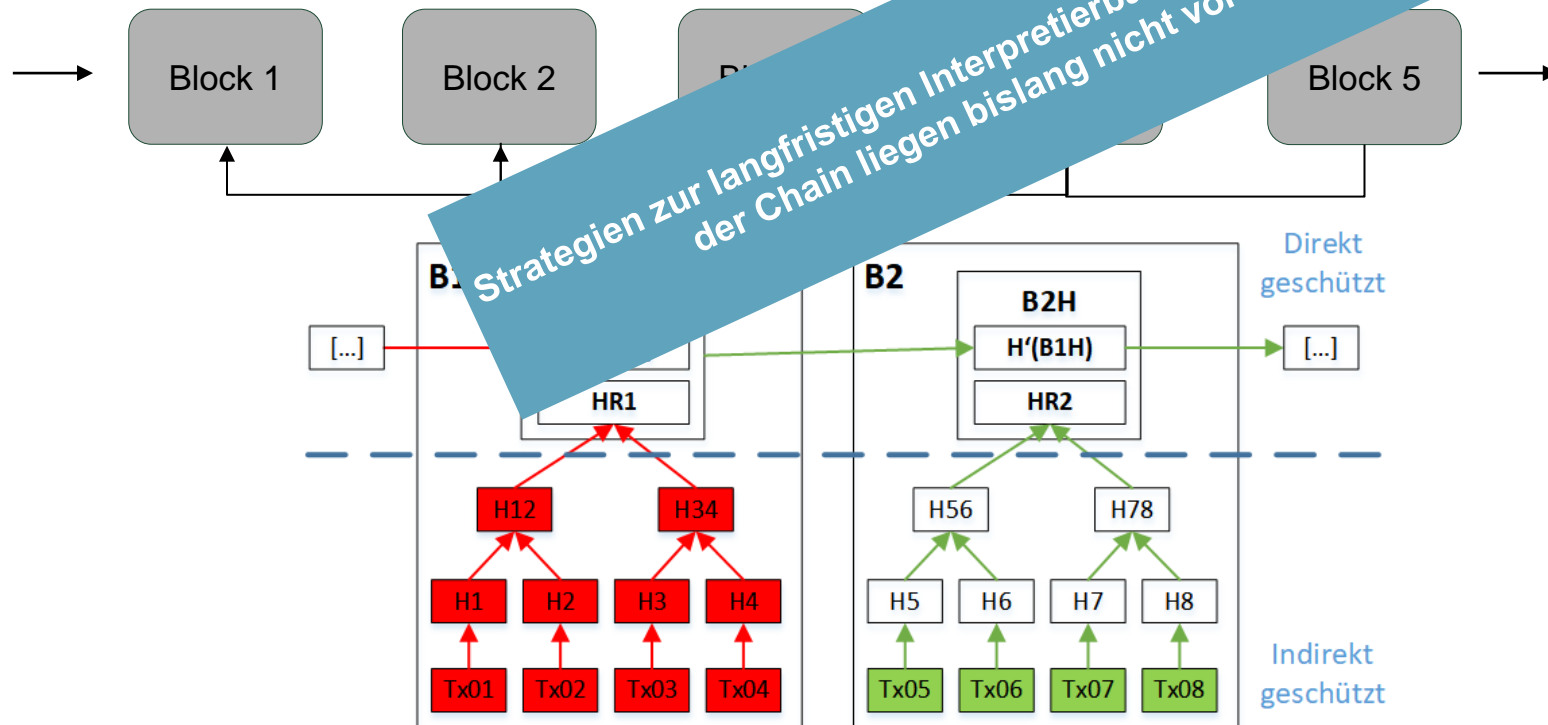 Block 1
Block 2
Block 5
Strategien zur langfristigen
der Chain liegen bislang nicht
Direkt
geschützt
B2
B2H
[...]
H‘(B1H)
[...]
HR1
HR2
H12
H34
H56
H78
H1
H2
H3
H4
H5
H6
H7
H8
Indirekt
geschützt
Tx01
Tx02
Tx03
Tx04
Tx05
Tx06
Tx07
Tx08